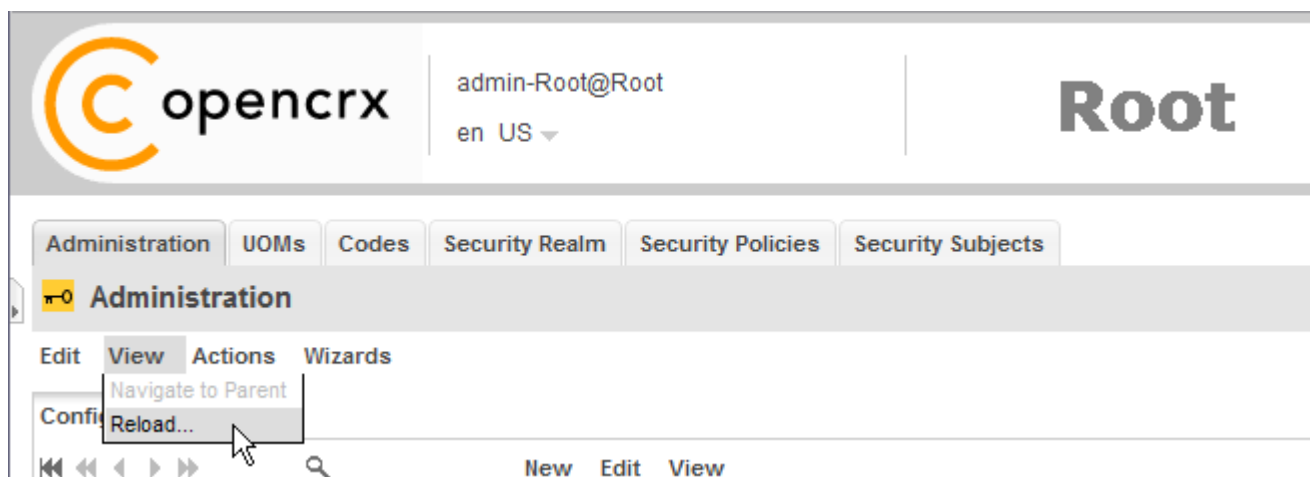 opencrx
admin-Root@Root
en US
Root
Administration UOMs Codes Security Realm Security Policies Security Subjects
Administration
Edit View Actions Wizards
Navigate to Parent
Reload...
New Edit View